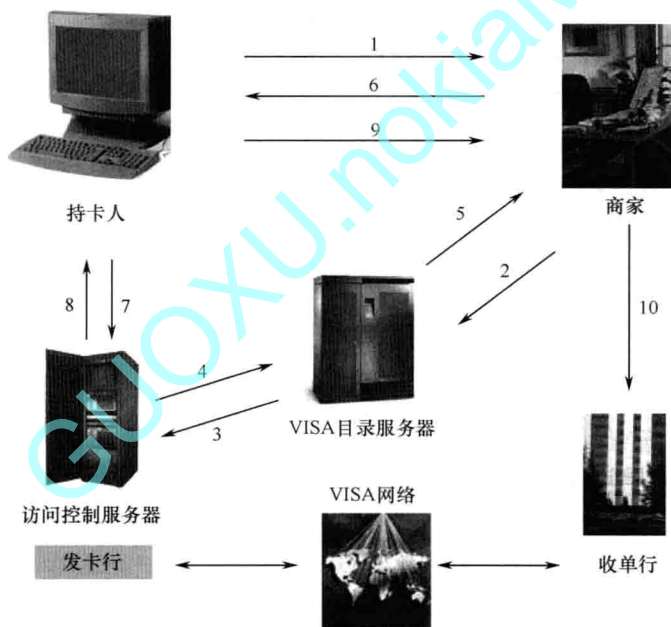 1
6
9
持卡人
商家
5
2
8
7
10
4
3
VISA目录服务器
访问控制服务器
VISA网络
发卡行
收单行
GUOXU.nokia